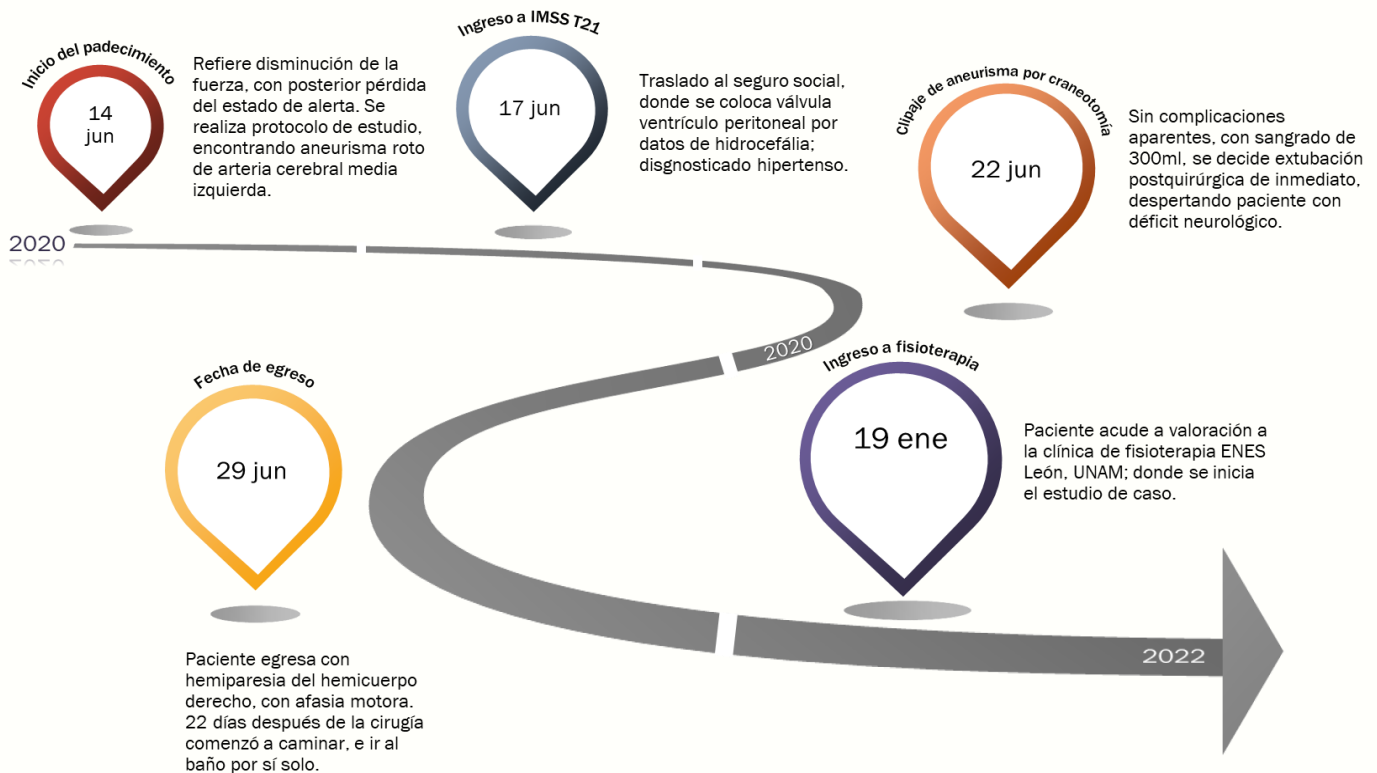 Inicio del padecimiento
14
jun
Refiere disminución de la
fuerza, con posterior pérdida
del estado de alerta. Se
realiza protocolo de estudio,
encontrando aneurisma roto
de arteria cerebral media
izquierda.
Ingreso a IMSS T21
17 jun
Traslado al seguro social,
donde se coloca válvula
ventrículo peritoneal por
datos de hidrocefália;
disgnosticado hipertenso.
Clipaje de aneurisma por craneotomía
22 jun
Sin complicaciones
aparentes, con sangrado de
300ml, se decide extubación
postquirúrgica de inmediato,
despertando paciente con
déficit neurológico.
2020
2020
Fecha de egreso
29 jun
Paciente egresa con
hemiparesia del hemicuerpo
derecho, con afasia motora.
22 días después de la cirugía
comenzó a caminar, e ir al
baño por sí solo.
Ingreso a fisioterapia
19 ene
Paciente acude a valoración a
la clínica de fisioterapia ENES
León, UNAM; donde se inicia
el estudio de caso.
2022